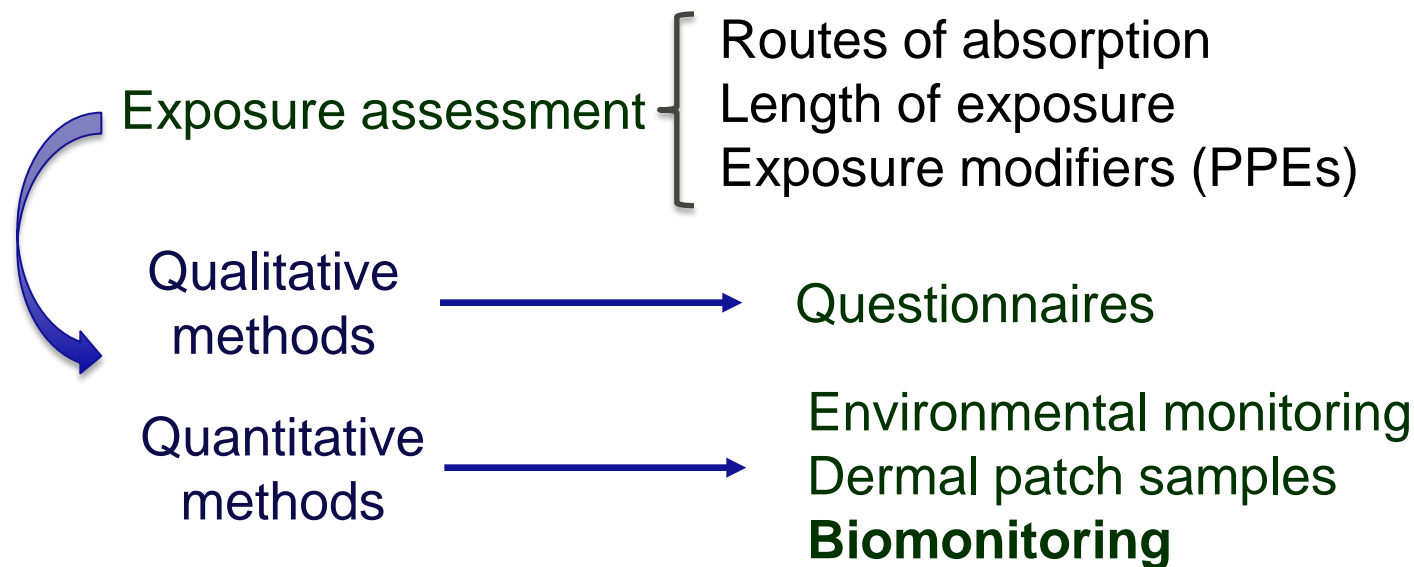 Routes of absorption
Exposure assessment
Length of exposure
Exposure modifiers (PPEs)
Qualitative
methods
Questionnaires
Quantitative
methods
Environmental monitoring
Dermal patch samples
Biomonitoring